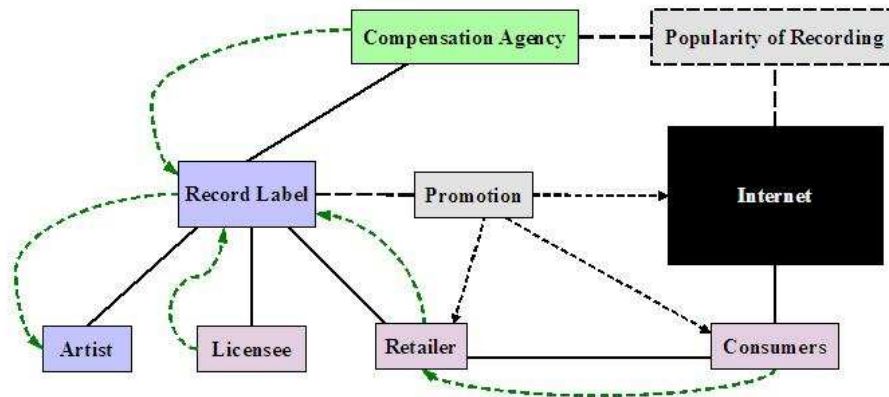 Compensation Agency
Popularity of Recording
Record Label
Promotion
Internet
Artist
Licensee
Retailer
Consumers